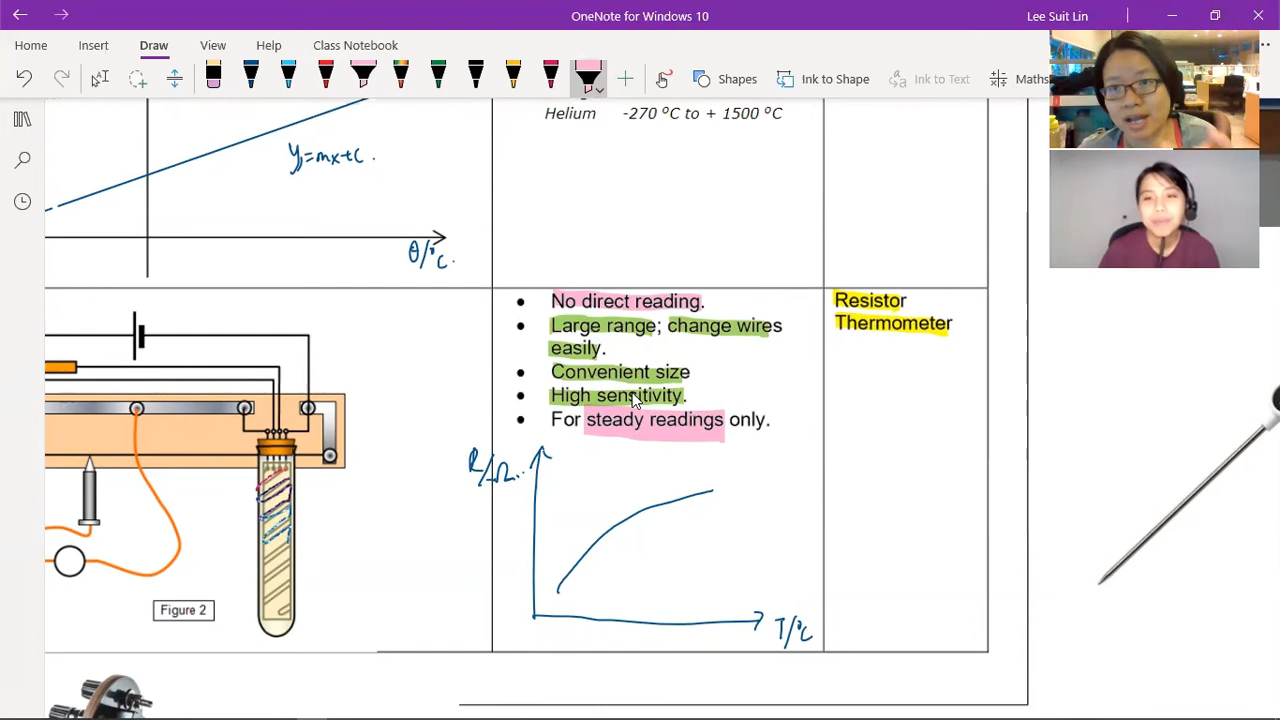 OneNote for Windows 10
Lee Suit Lin
Home Insert Draw View Help Class Notebook
Shapes Ink to Shape Ink to Text Maths
Helium -270 °C to + 1500 °C
y=mx+c.
θ/°C.
• No direct reading.
• Large range; change wires
easily.
• Convenient size
• High sensitivity.
• For steady readings only.
Resistor
Thermometer
R/Ω..
T/°C
Figure 2